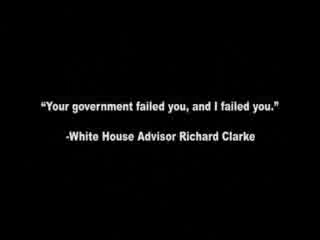 “Your government failed you, and I failed you.”
-White House Advisor Richard Clarke